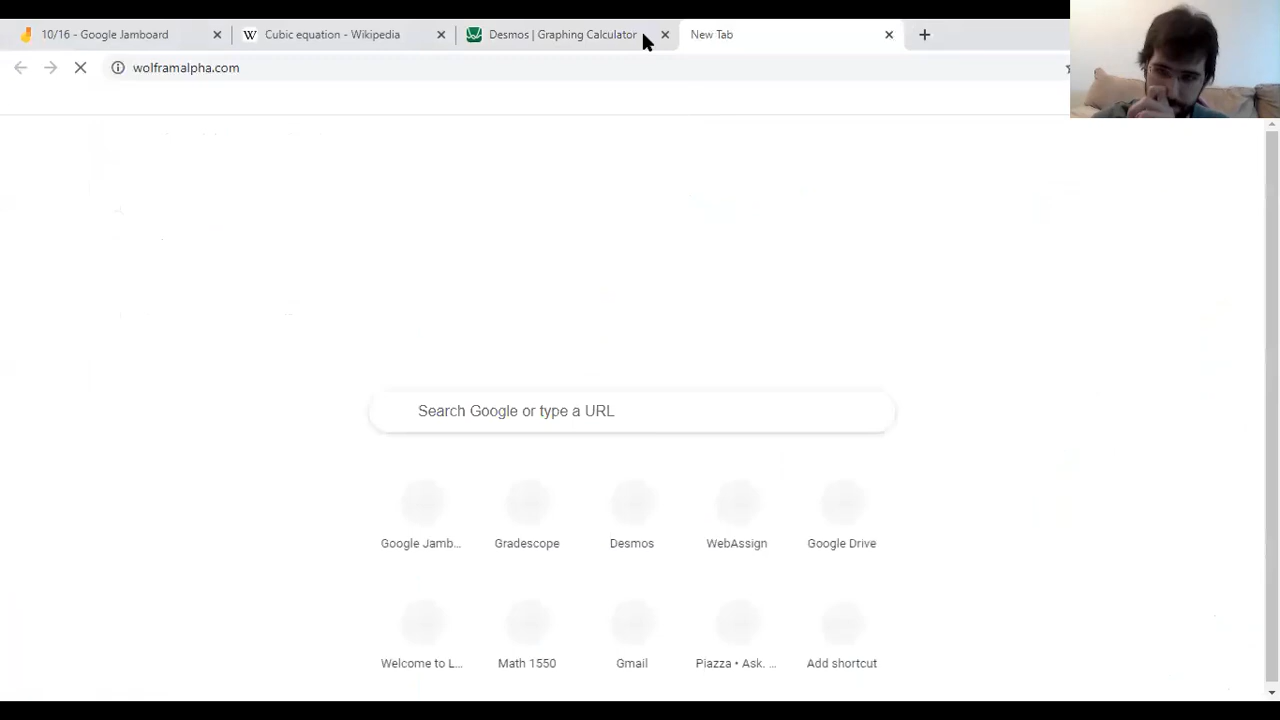 10/16 - Google Jamboard
W Cubic equation - Wikipedia
Desmos | Graphing Calculator
New Tab
wolframalpha.com
Search Google or type a URL
Google Jamb...
Gradescope
Desmos
WebAssign
Google Drive
Welcome to L...
Math 1550
Gmail
Piazza • Ask. ...
Add shortcut